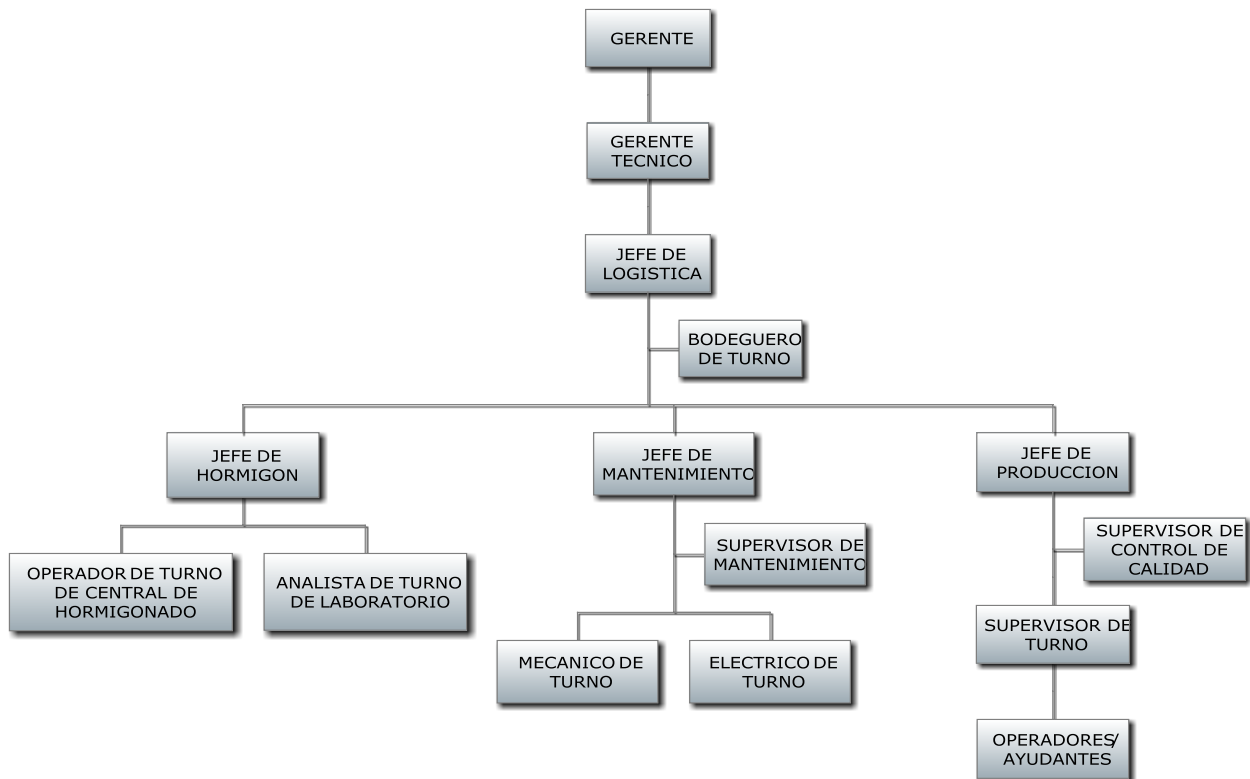 GERENTE
GERENTE
TECNICO
JEFE DE
LOGISTICA
BODEGUERO
DE TURNO
JEFE DE
HORMIGON
JEFE DE
MANTENIMIENTO
JEFE DE
PRODUCCION
OPERADOR DE TURNO
DE CENTRAL DE
HORMIGONADO
ANALISTA DE TURNO
DE LABORATORIO
SUPERVISOR DE
MANTENIMIENTO
SUPERVISOR DE
CONTROL DE
CALIDAD
MECANICO DE
TURNO
ELECTRICO DE
TURNO
SUPERVISOR DE
TURNO
OPERADORES/
AYUDANTES